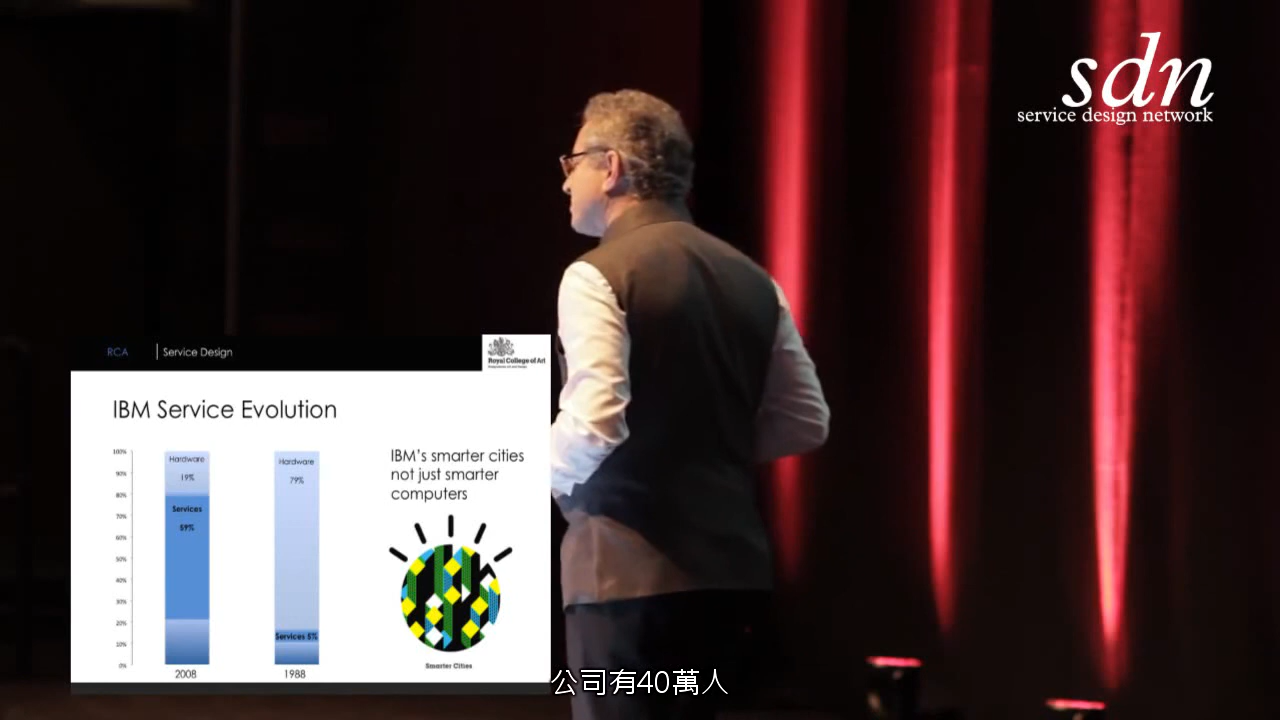 sdn
service design network
RCA
Service Design
Royal College of Art
IBM Service Evolution
100%
90%
80%
70%
60%
50%
40%
30%
20%
10%
0%
Hardware
19%
Services
59%
2008
Hardware
79%
Services 5%
1988
IBM's smarter cities
not just smarter
computers
Smarter Cities
公司有40萬人